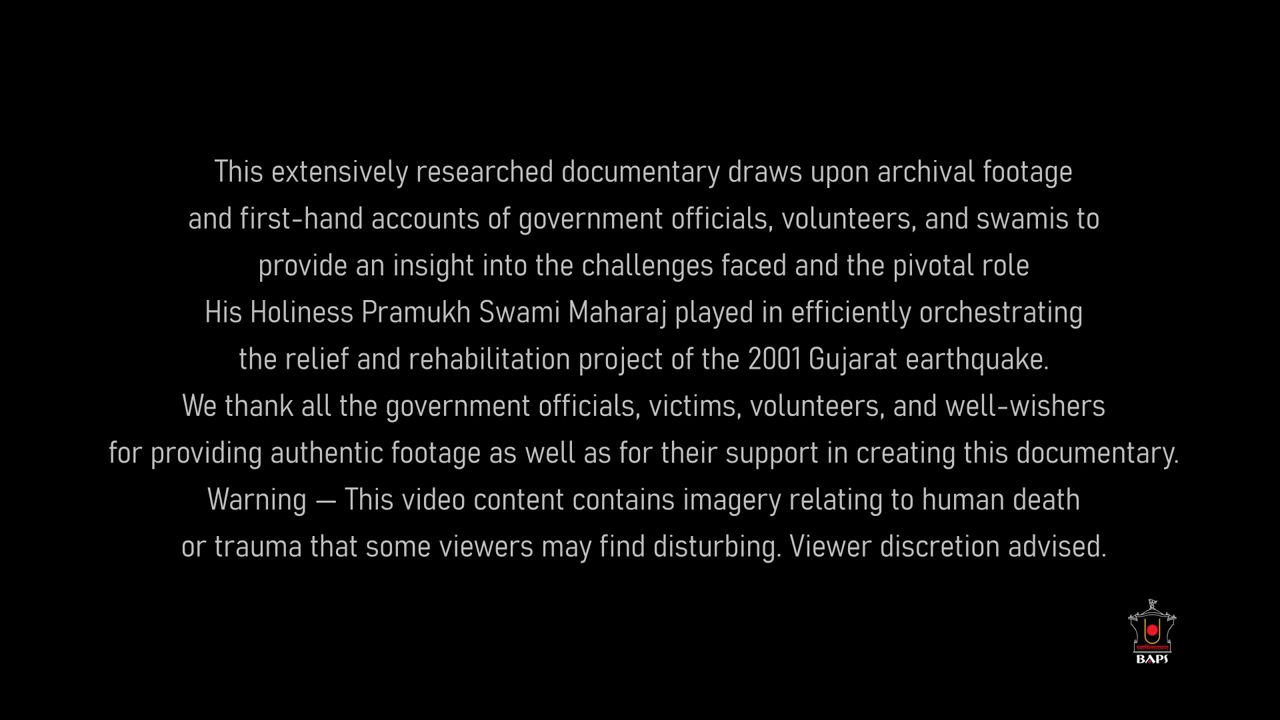 This extensively researched documentary draws upon archival footage
and first-hand accounts of government officials, volunteers, and swamis to
provide an insight into the challenges faced and the pivotal role
His Holiness Pramukh Swami Maharaj played in efficiently orchestrating
the relief and rehabilitation project of the 2001 Gujarat earthquake.
We thank all the government officials, victims, volunteers, and well-wishers
for providing authentic footage as well as for their support in creating this documentary.
Warning — This video content contains imagery relating to human death
or trauma that some viewers may find disturbing. Viewer discretion advised.
BAPS